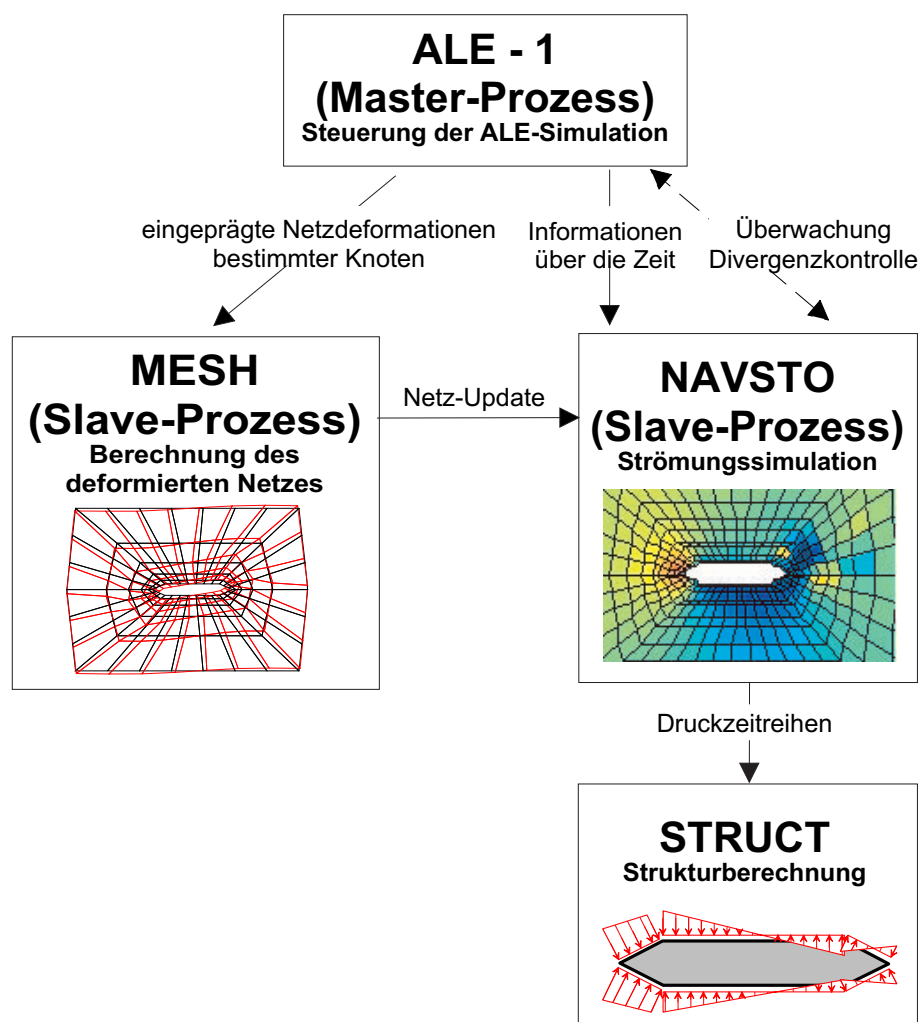 ALE - 1
(Master-Prozess)
Steuerung der ALE-Simulation
eingeprägte Netzdeformationen
bestimmter Knoten
Informationen
über die Zeit
Überwachung
Divergenzkontrolle
MESH
(Slave-Prozess)
Berechnung des
deformierten Netzes
Netz-Update
NAVSTO
(Slave-Prozess)
Strömungssimulation
Druckzeitreihen
STRUCT
Strukturberechnung